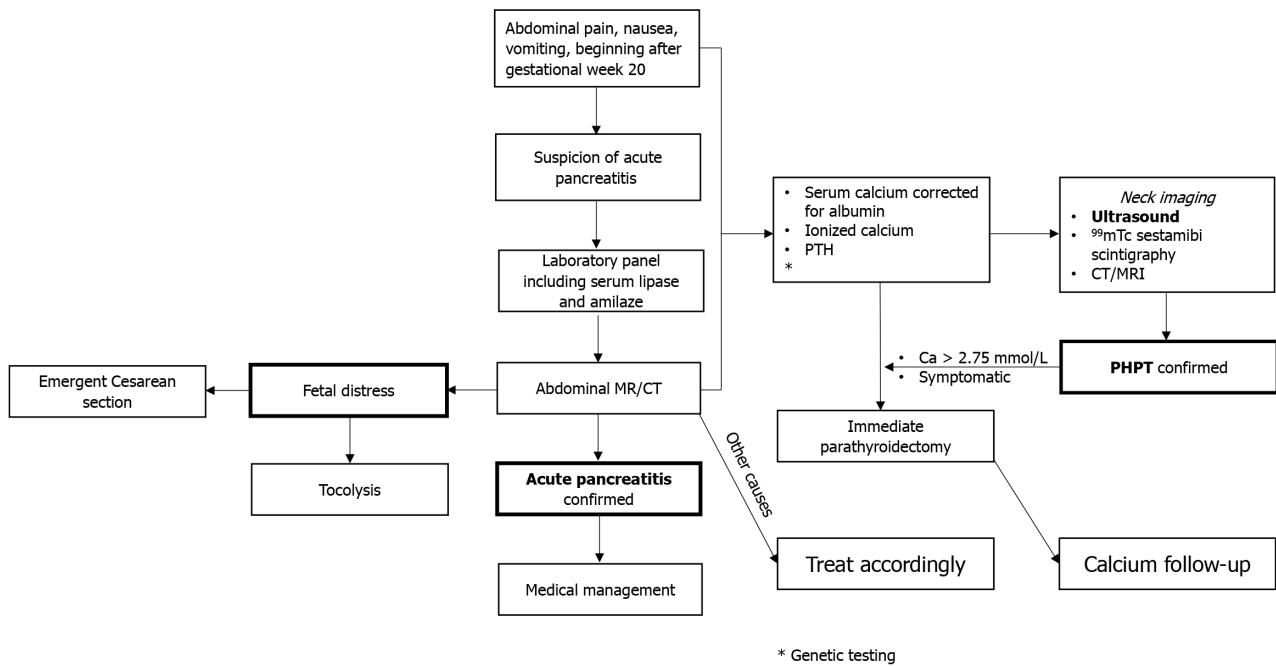 Abdominal pain, nausea,
vomiting, beginning after
gestational week 20
Suspicion of acute
pancreatitis
• Serum calcium corrected
for albumin
• Ionized calcium
• PTH
*
Neck imaging
• Ultrasound
• ⁹⁹mTc sestamibi
scintigraphy
• CT/MRI
Laboratory panel
including serum lipase
and amilaze
• Ca > 2.75 mmol/L
• Symptomatic
PHPT confirmed
Emergent Cesarean
section
Fetal distress
Abdominal MR/CT
Immediate
parathyroidectomy
Other causes
Tocolysis
Acute pancreatitis
confirmed
Treat accordingly
Calcium follow-up
Medical management
* Genetic testing